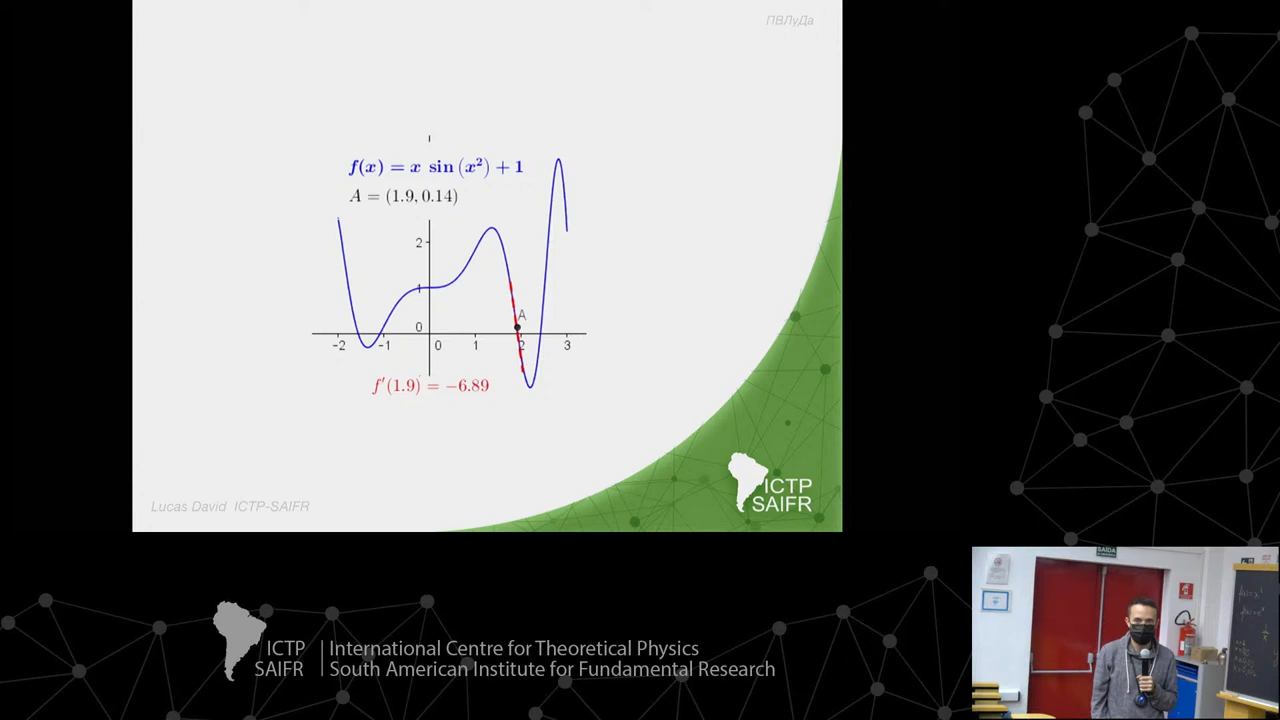 ПВЛуДа
f(x) = x sin (x²) + 1
A = (1.9, 0.14)
2
1
A
0
-2 -1 0 1 2 3
f′(1.9) = −6.89
Lucas David ICTP-SAIFR
ICTP
SAIFR
SAÍDA
ICTP
SAIFR
International Centre for Theoretical Physics
South American Institute for Fundamental Research